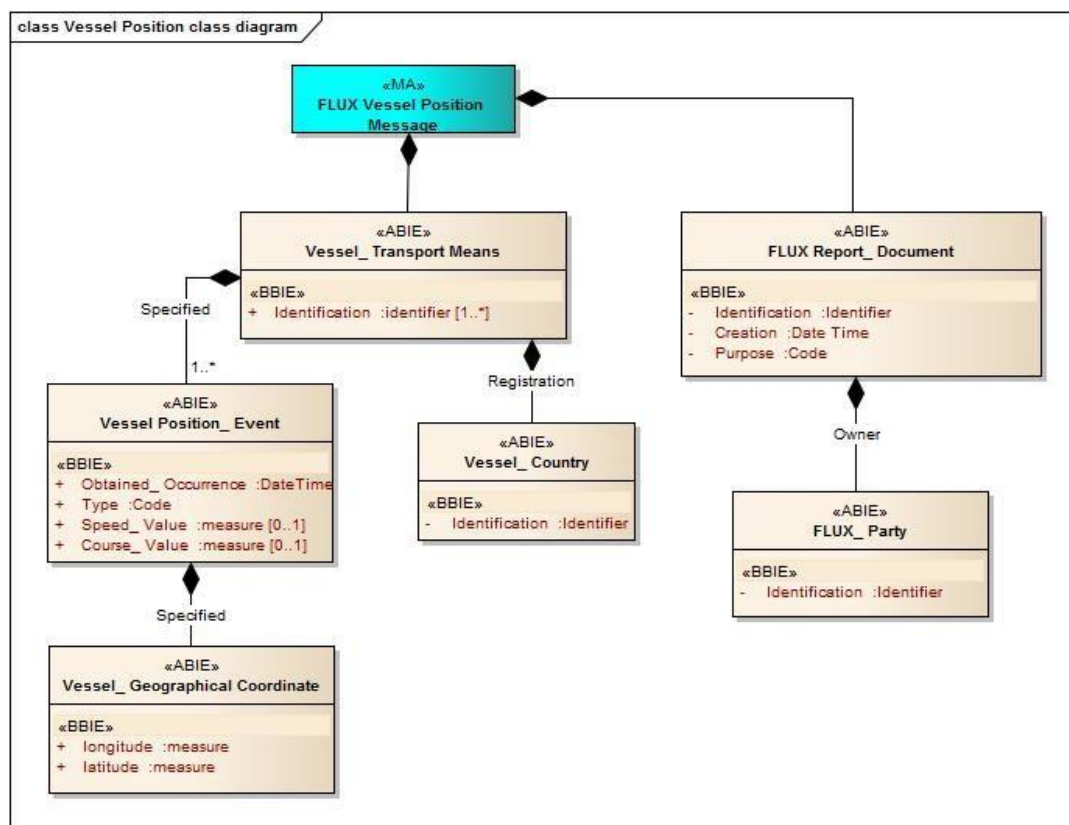 class Vessel Position class diagram
«MA»
FLUX Vessel Position
Message
«ABIE»
Vessel_ Transport Means
«BBIE»
+ Identification :identifier [1..*]
«ABIE»
FLUX Report_ Document
«BBIE»
- Identification :Identifier
- Creation :Date Time
- Purpose :Code
Specified
1..*
Registration
Owner
«ABIE»
Vessel Position_ Event
«BBIE»
+ Obtained_ Occurrence :DateTime
+ Type :Code
+ Speed_ Value :measure [0..1]
+ Course_ Value :measure [0..1]
«ABIE»
Vessel_ Country
«BBIE»
- Identification :Identifier
«ABIE»
FLUX_ Party
«BBIE»
- Identification :Identifier
Specified
«ABIE»
Vessel_ Geographical Coordinate
«BBIE»
+ longitude :measure
+ latitude :measure